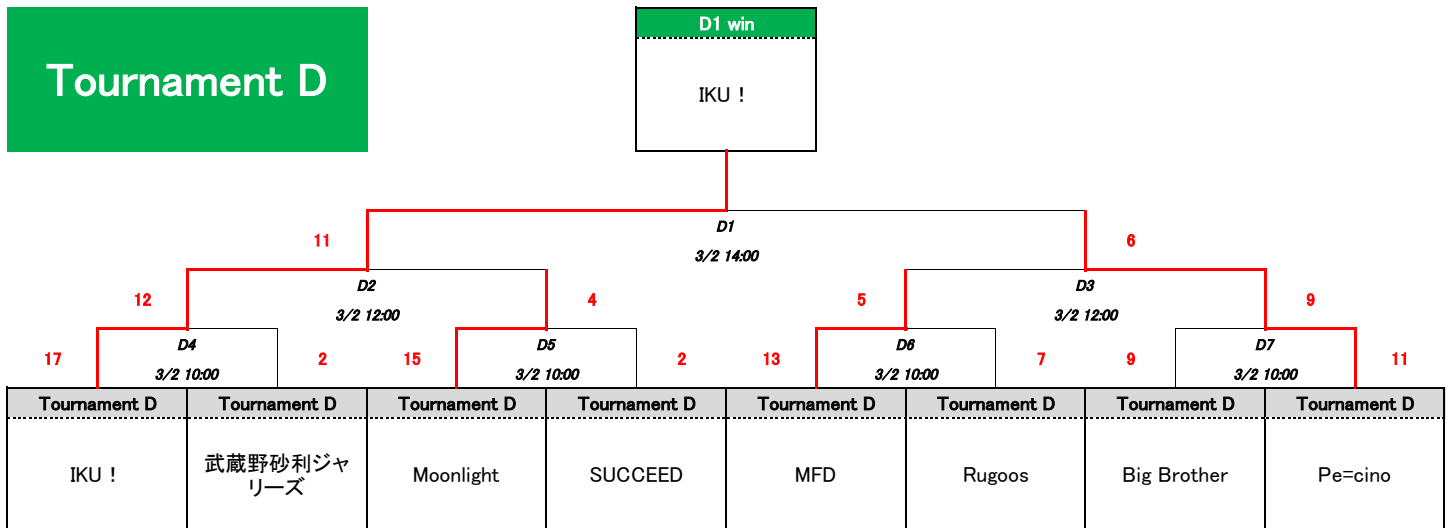 Tournament D
D1 win
IKU !
D1
11
6
3/2 14:00
D2
D3
12
4
5
9
3/2 12:00
3/2 12:00
D4
D5
D6
D7
17
2
15
2
13
7
9
11
3/2 10:00
3/2 10:00
3/2 10:00
3/2 10:00
Tournament D
Tournament D
Tournament D
Tournament D
Tournament D
Tournament D
Tournament D
Tournament D
IKU !
武蔵野砂利ジャ
リーズ
Moonlight
SUCCEED
MFD
Rugoos
Big Brother
Pe=cino